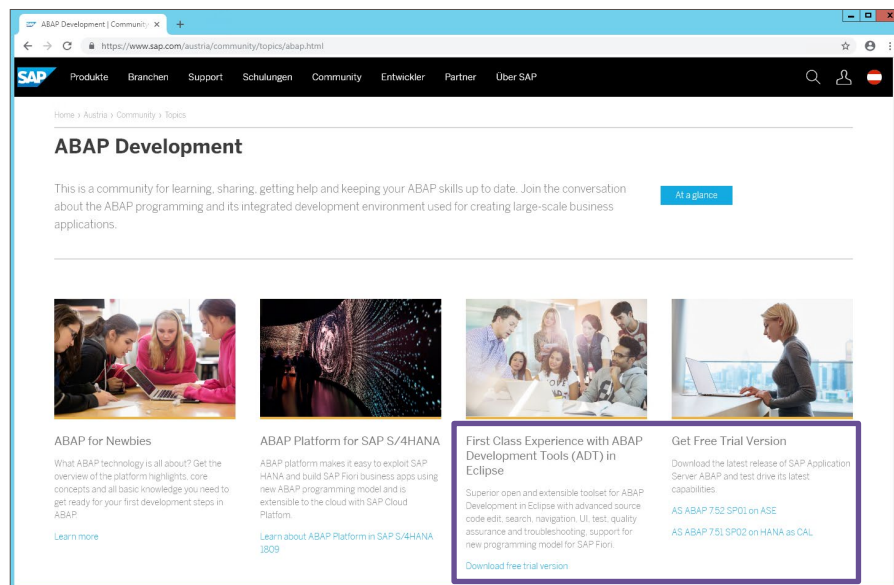 ABAP Development | Community
https://www.sap.com/austria/community/topics/abap.html
SAP
Produkte Branchen Support Schulungen Community Entwickler Partner Über SAP
Home › Austria › Community › Topics
ABAP Development
This is a community for learning, sharing, getting help and keeping your ABAP skills up to date. Join the conversation
about the ABAP programming and its integrated development environment used for creating large-scale business
applications.
At a glance
ABAP for Newbies
What ABAP technology is all about? Get the
overview of the platform highlights, core
concepts and all basic knowledge you need to
get ready for your first development steps in
ABAP.
Learn more
ABAP Platform for SAP S/4HANA
ABAP platform makes it easy to exploit SAP
HANA and build SAP Fiori business apps using
new ABAP programming model and is
extensible to the cloud with SAP Cloud
Platfom.
Learn about ABAP Platform in SAP S/4HANA
1809
First Class Experience with ABAP
Development Tools (ADT) in
Eclipse
Superior open and extensible toolset for ABAP
Development in Eclipse with advanced source
code edit, search, navigation, UI, test, quality
assurance and troubleshooting, support for
new programming model for SAP Fiori.
Download free trial version
Get Free Trial Version
Download the latest release of SAP Application
Server ABAP and test drive its latest
capabilities.
AS ABAP 7.52 SP01 on ASE
AS ABAP 7.51 SP02 on HANA as CAL